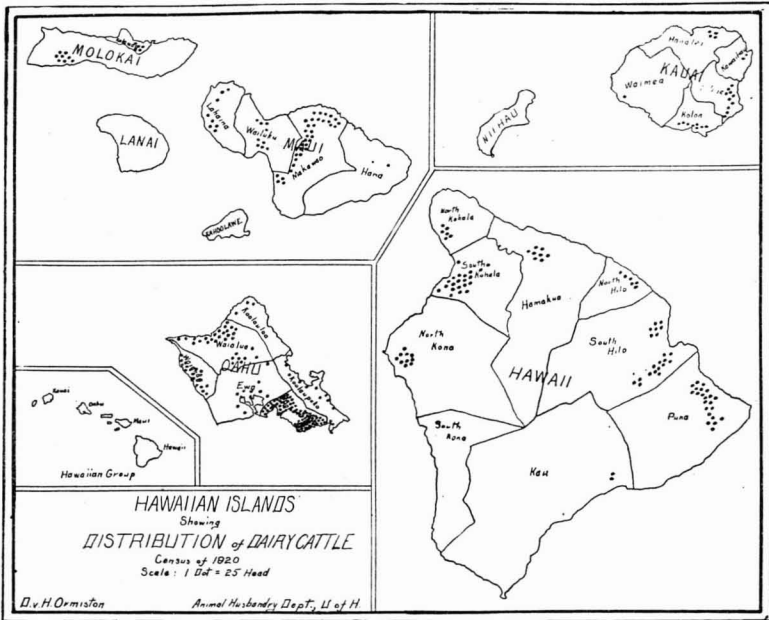 MOLOKAI
LANAI
Lahaina
Wailuku
MAUI
Makawao
Hana
KAHOOLAWE
Hanalei
Kawaihau
KAUAI
Waimea
Koloa
NIIHAU
North
Kohala
South
Kohala
Hamakua
North
Hilo
North
Kona
South
Hilo
HAWAII
Puna
South
Kona
Kau
Koolauloa
Waialua
Waianae
OAHU
Ewa
Kauai
Oahu
Maui
Hawaii
Hawaiian Group
HAWAIIAN ISLANDS
Showing
DISTRIBUTION of DAIRY CATTLE
Census of 1920
Scale: 1 Dot = 25 Head
D.v.H.Ormiston
Animal Husbandry Dept., U of H.